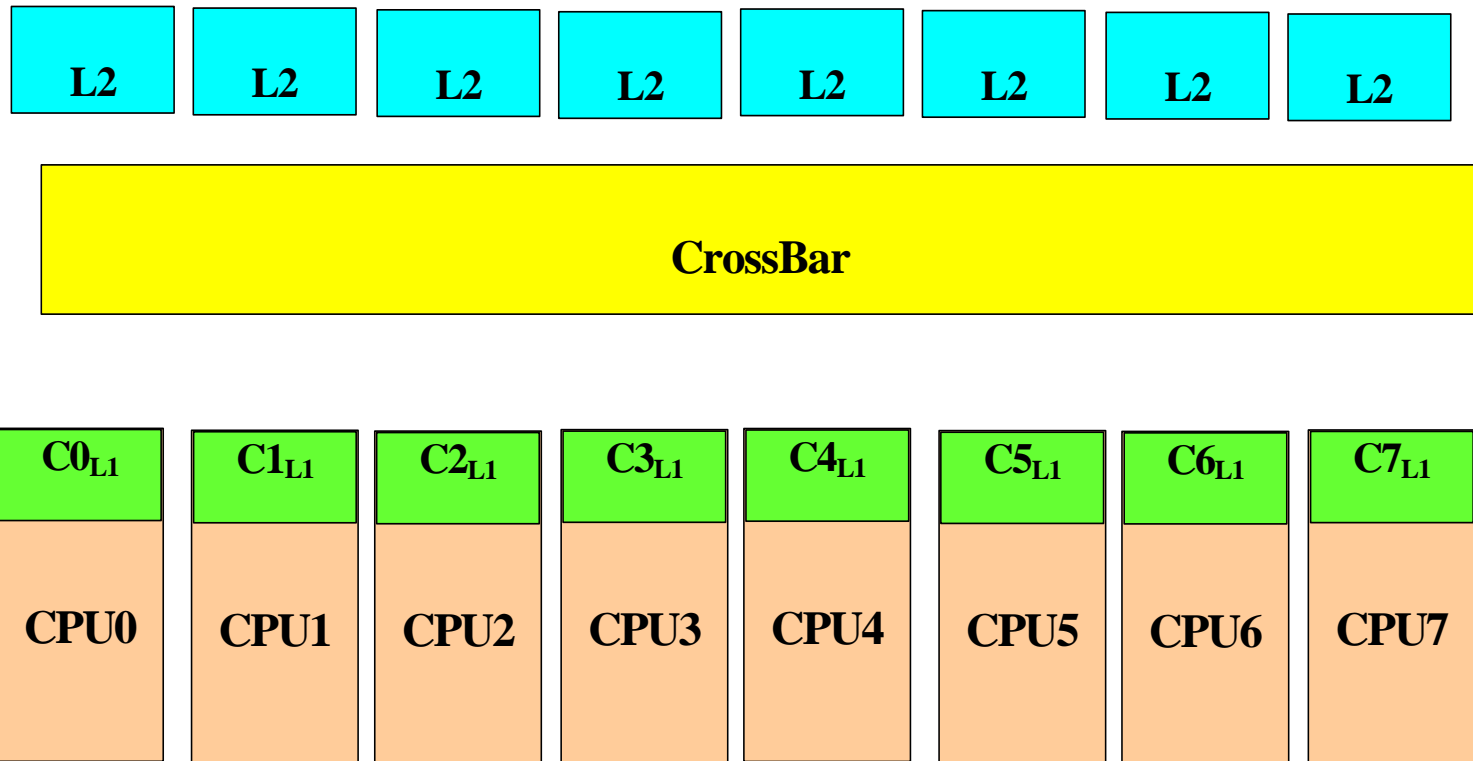 L2 L2 L2 L2 L2 L2 L2 L2
CrossBar
C0L1 C1L1 C2L1 C3L1 C4L1 C5L1 C6L1 C7L1
CPU0 CPU1 CPU2 CPU3 CPU4 CPU5 CPU6 CPU7